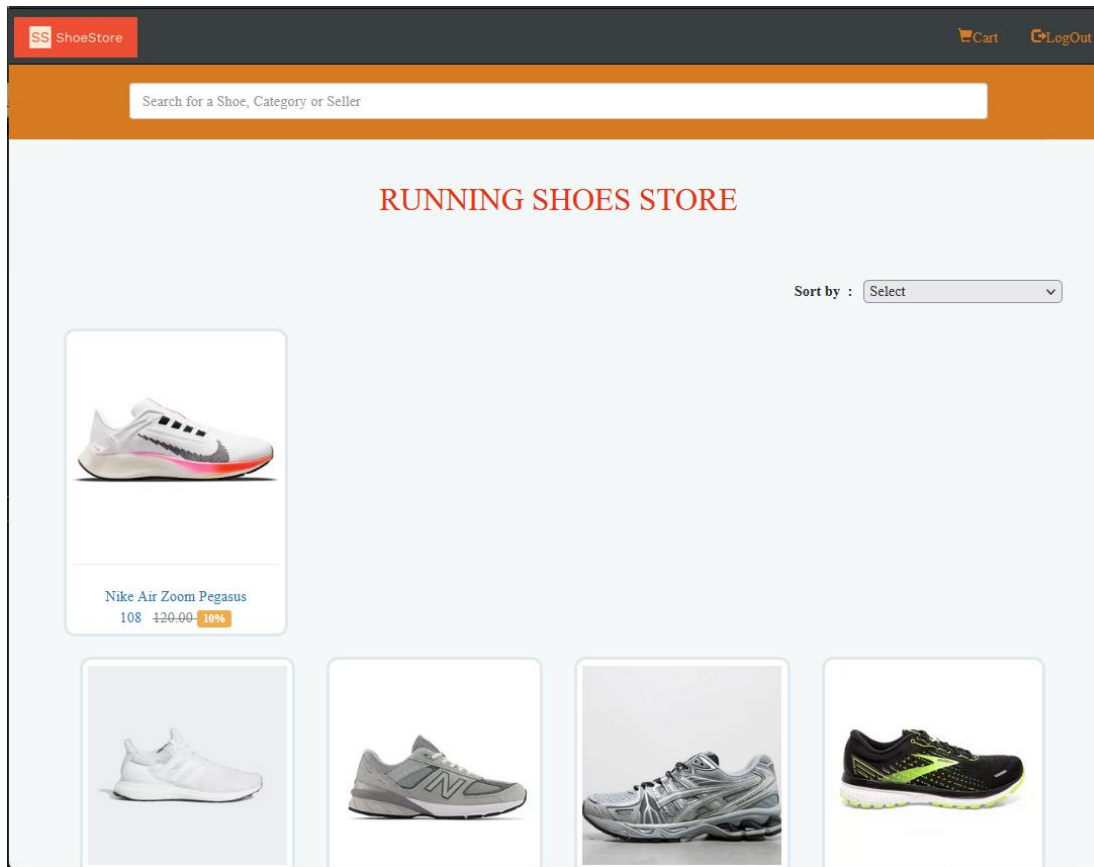 SS ShoeStore
Cart
LogOut
Search for a Shoe, Category or Seller
RUNNING SHOES STORE
Sort by :
Select
Nike Air Zoom Pegasus
108 120.00 10%
N